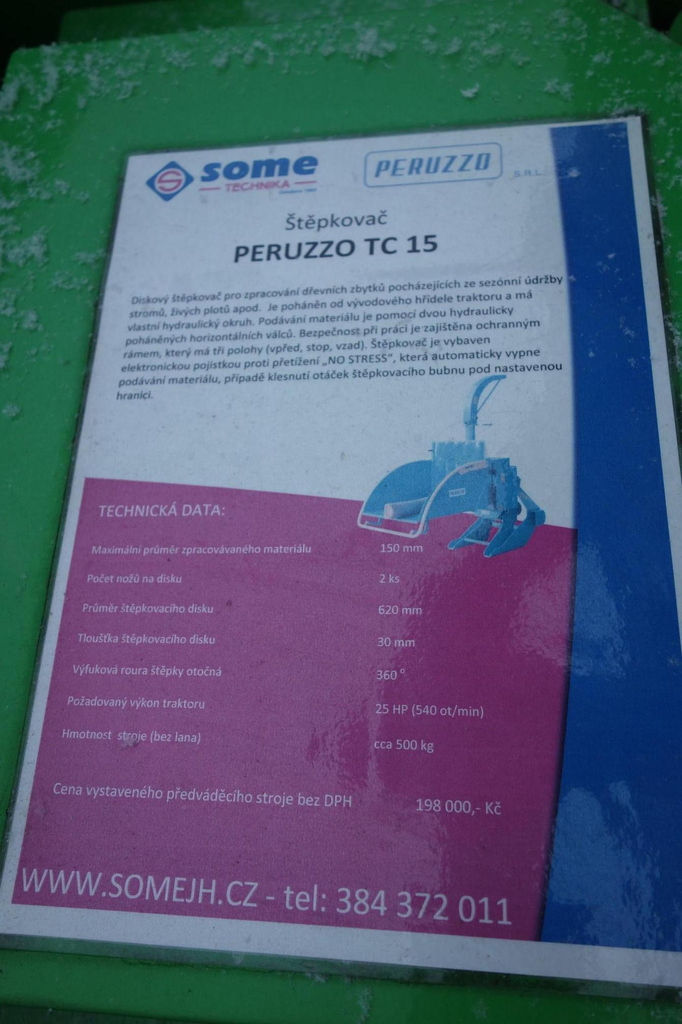 some
TECHNIKA
PERUZZO
S.R.L.
Štěpkovač
PERUZZO TC 15
Diskový štěpkovač pro zpracování dřevních zbytků pocházejících ze sezónní údržby
stromů, živých plotů apod. Je poháněn od vývodového hřídele traktoru a má
vlastní hydraulický okruh. Podávání materiálu je pomocí dvou hydraulicky
poháněných horizontálních válců. Bezpečnost při práci je zajištěna ochranným
rámem, který má tři polohy (vpřed, stop, vzad). Štěpkovač je vybaven
elektronickou pojistkou proti přetížení „NO STRESS“, která automaticky vypne
podávání materiálu, případě klesnutí otáček štěpkovacího bubnu pod nastavenou
hranici.
TECHNICKÁ DATA:
Maximální průměr zpracovávaného materiálu 150 mm
Počet nožů na disku 2 ks
Průměr štěpkovacího disku 620 mm
Tloušťka štěpkovacího disku 30 mm
Výfuková roura štěpky otočná 360 °
Požadovaný výkon traktoru 25 HP (540 ot/min)
Hmotnost stroje (bez lana) cca 500 kg
Cena vystaveného předváděcího stroje bez DPH 198 000,- Kč
WWW.SOMEJH.CZ - tel: 384 372 011